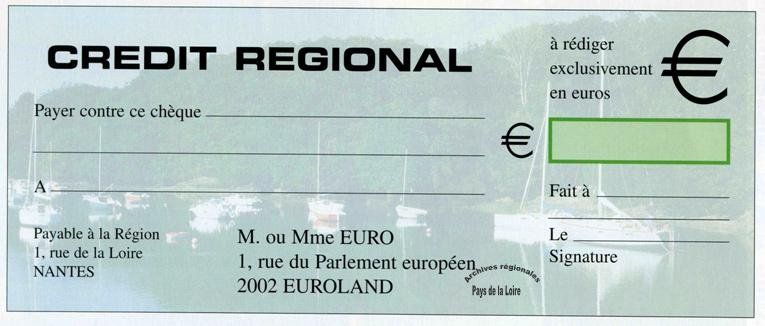 CREDIT REGIONAL
à rédiger
exclusivement
en euros
€
Payer contre ce chèque
€
A
Fait à
Le
Signature
Payable à la Région
1, rue de la Loire
NANTES
M. ou Mme EURO
1, rue du Parlement européen
2002 EUROLAND
Archives régionales
Pays de la Loire